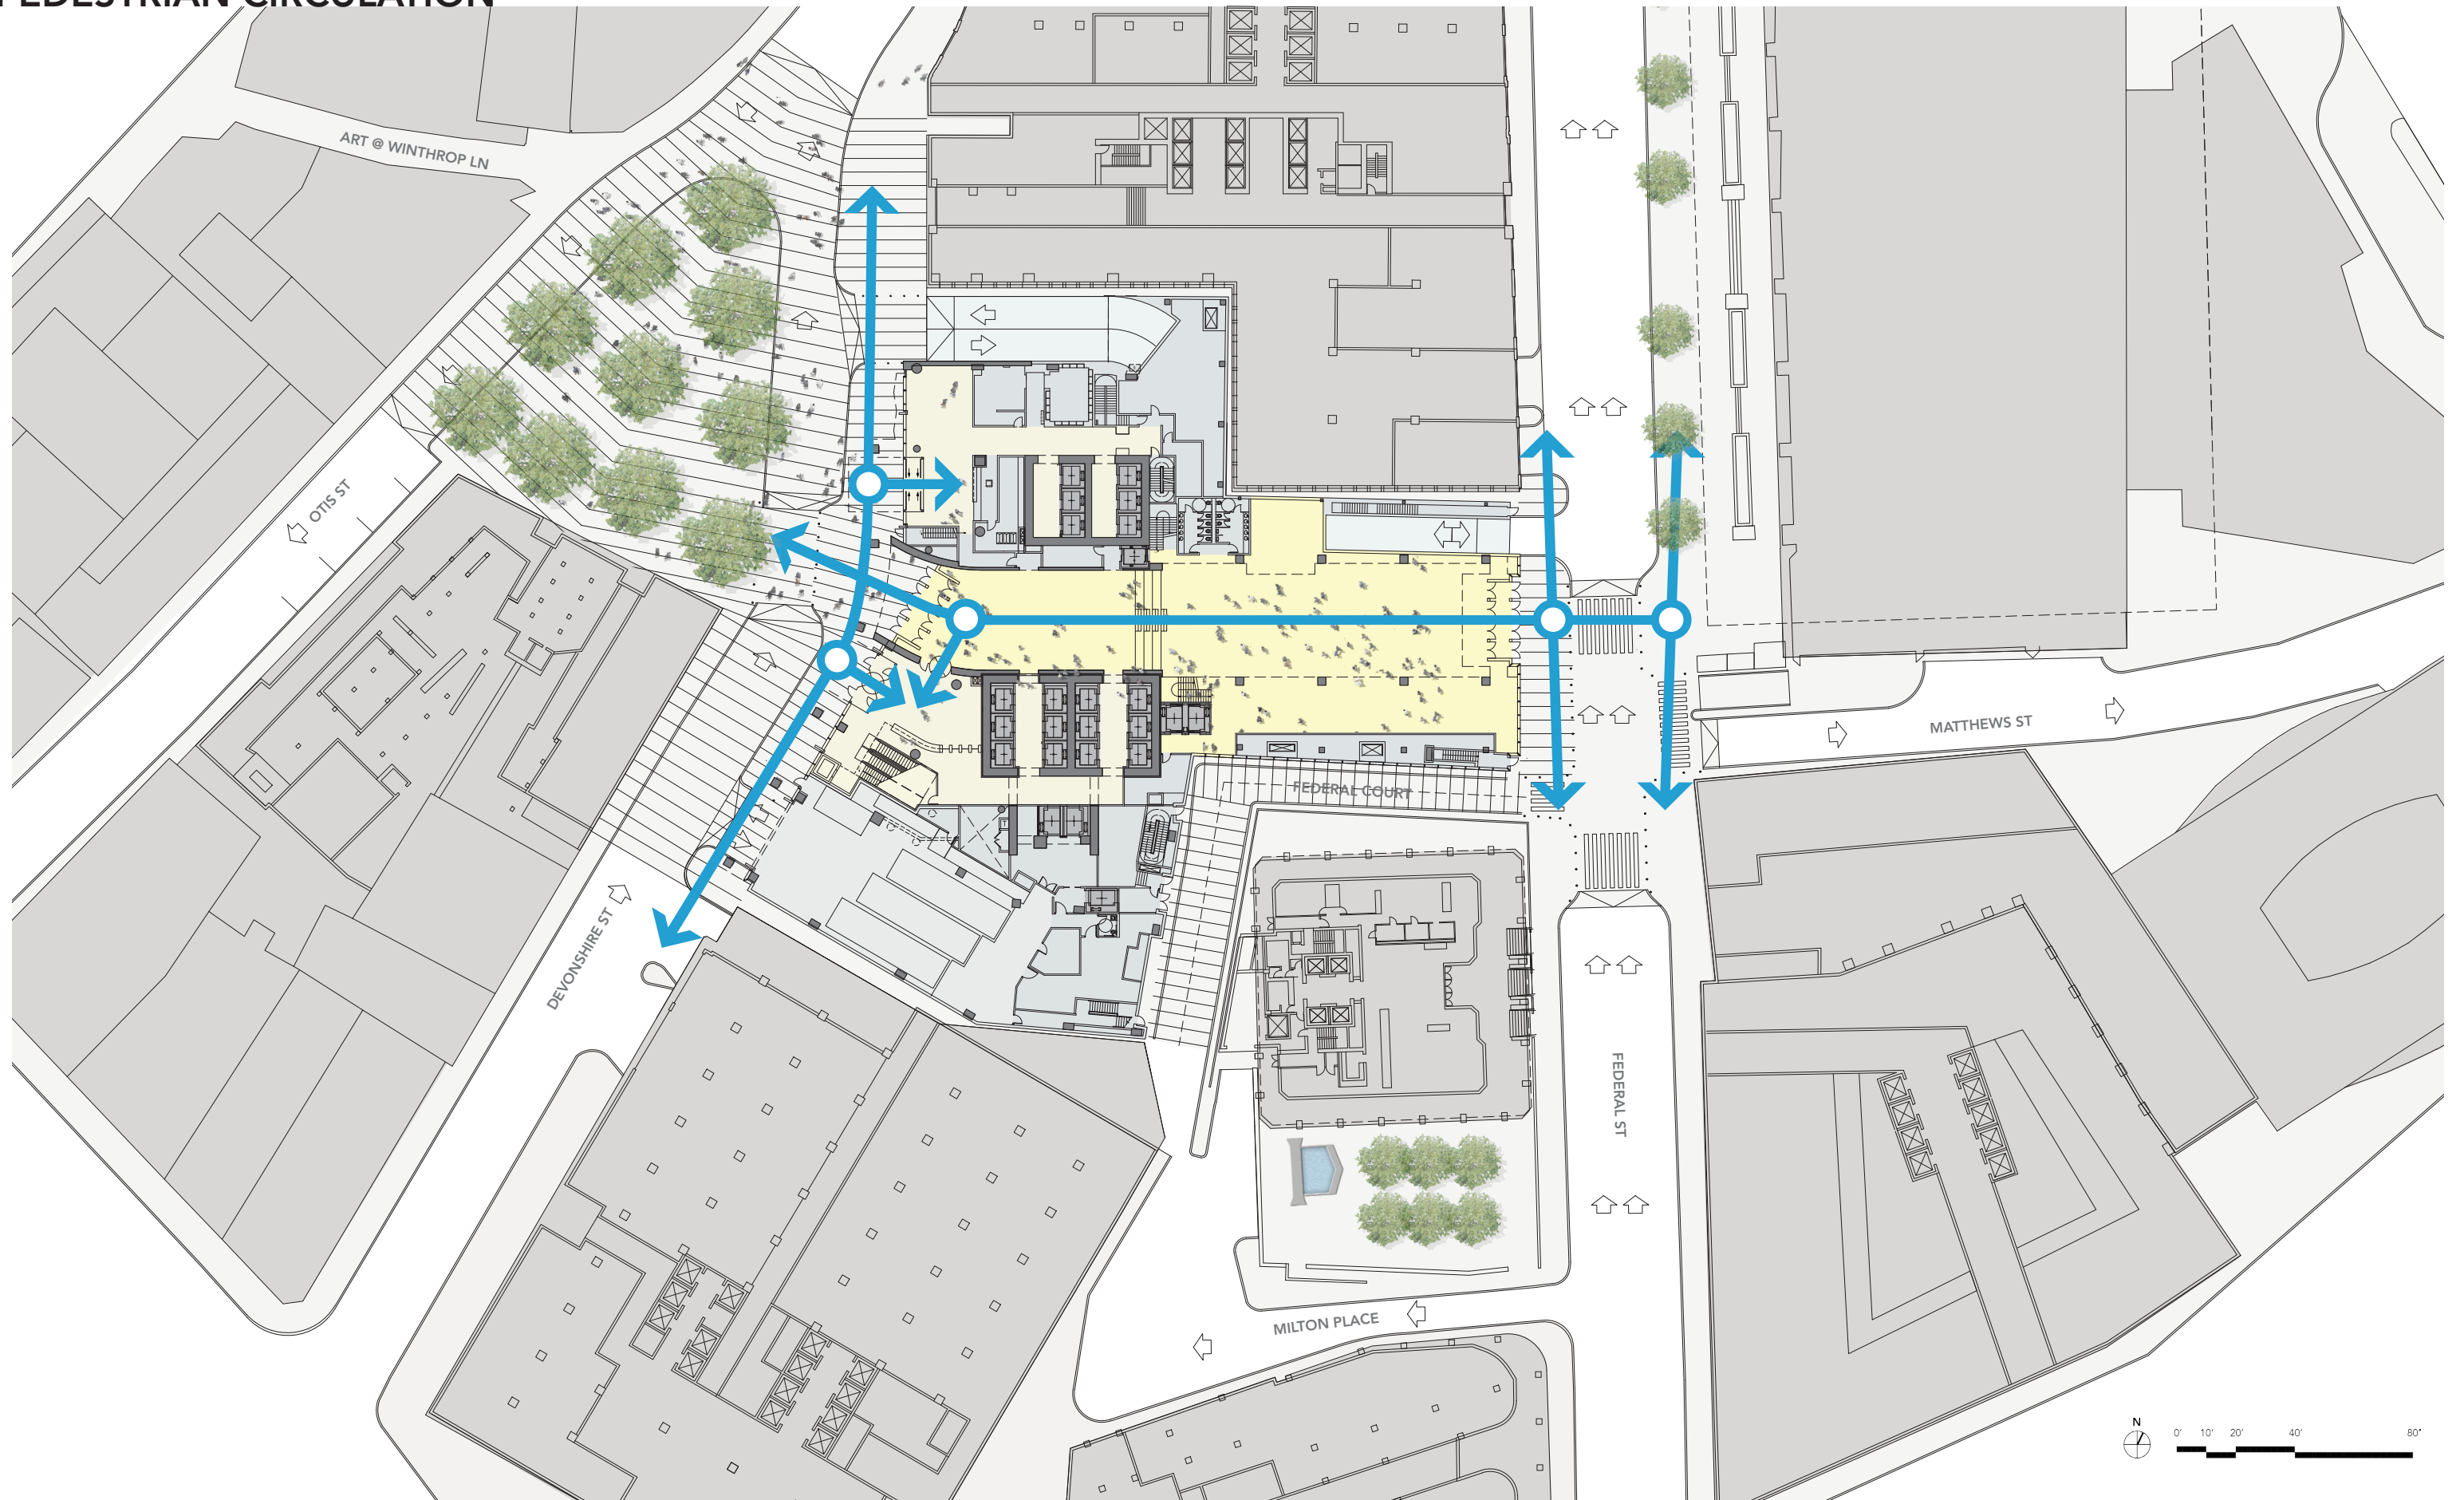 PEDESTRIAN CIRCULATION
ART @ WINTHROP LN
OTIS ST
MATTHEWS ST
FEDERAL COURT
DEVONSHIRE ST
FEDERAL ST
MILTON PLACE
N
0' 10' 20' 40' 80'